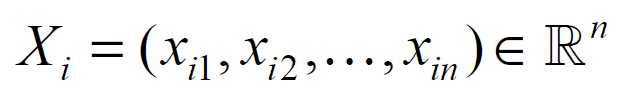 X_i = (x_{i1}, x_{i2}, ..., x_{in}) ∈ ℝ^n